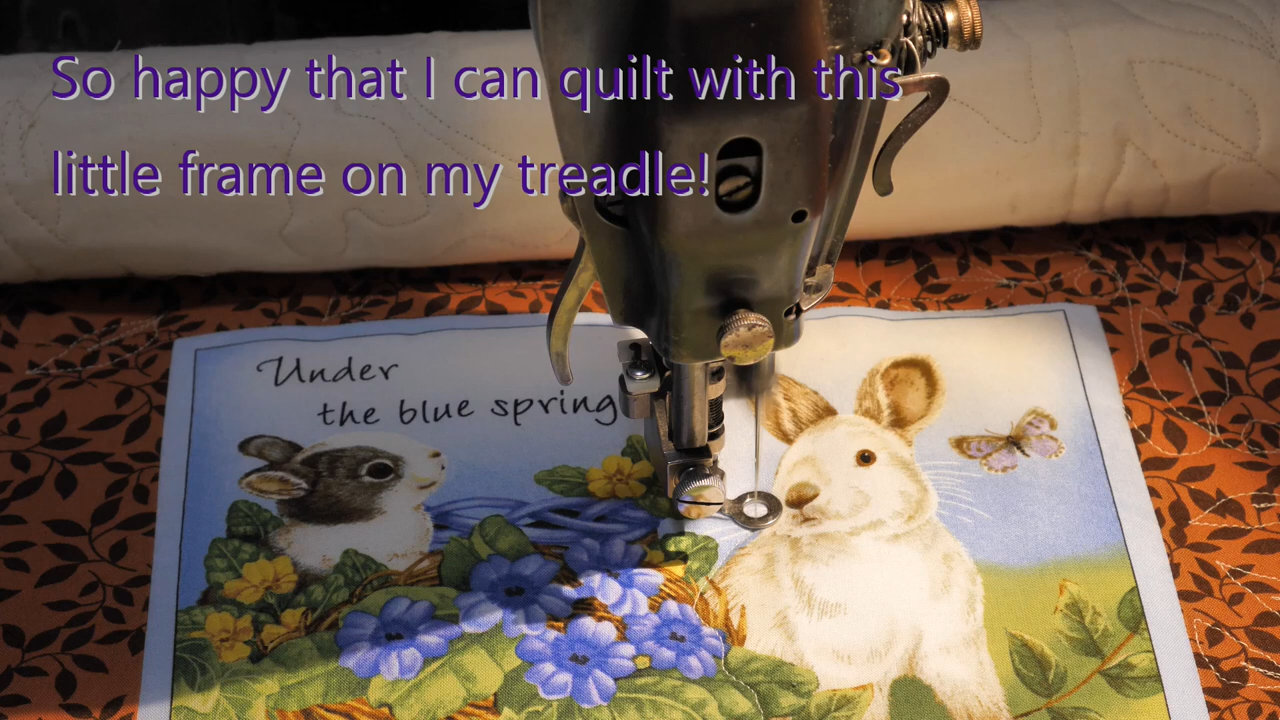 So happy that I can quilt with this
little frame on my treadle!
Under
the blue spring